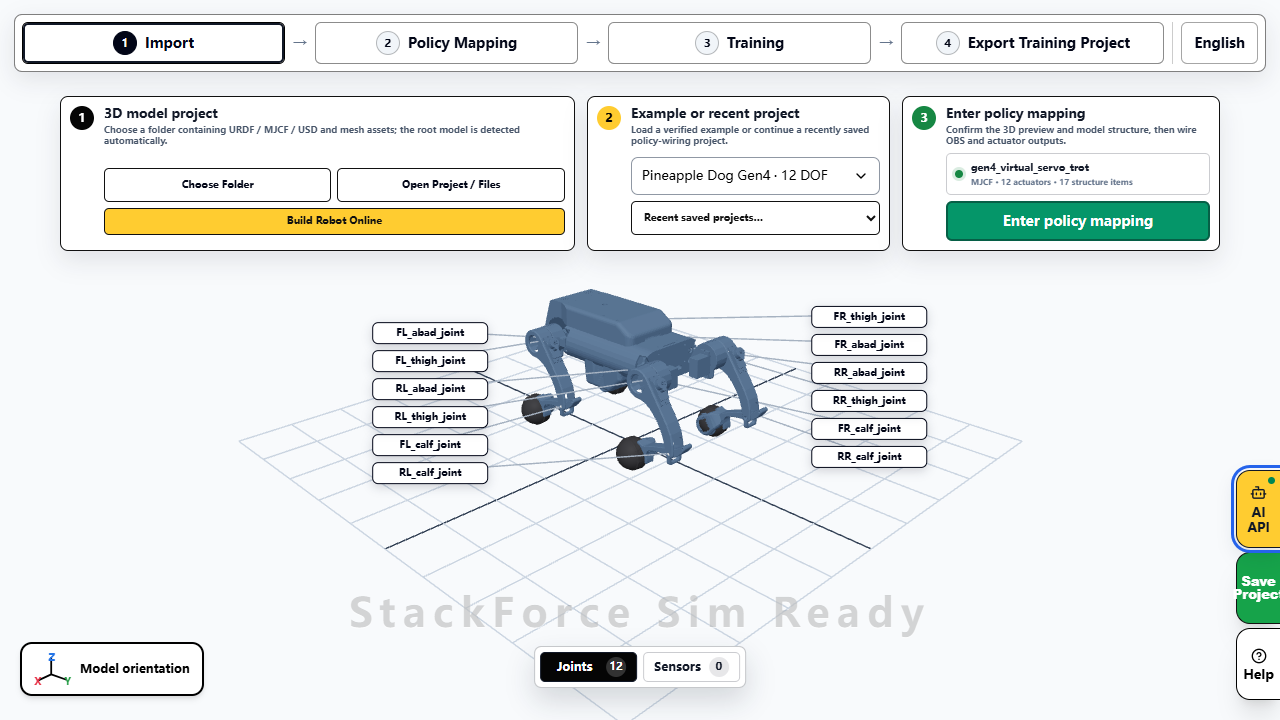 1 Import → 2 Policy Mapping → 3 Training → 4 Export Training Project English
1 3D model project
Choose a folder containing URDF / MJCF / USD and mesh assets; the root model is detected
automatically.
Choose Folder
Open Project / Files
Build Robot Online
2 Example or recent project
Load a verified example or continue a recently saved
policy-wiring project.
Pineapple Dog Gen4 · 12 DOF
Recent saved projects...
3 Enter policy mapping
Confirm the 3D preview and model structure, then wire
OBS and actuator outputs.
gen4_virtual_servo_trot
MJCF • 12 actuators • 17 structure items
Enter policy mapping
FL_abad_joint
FL_thigh_joint
RL_abad_joint
RL_thigh_joint
FL_calf_joint
RL_calf_joint
FR_thigh_joint
FR_abad_joint
RR_abad_joint
RR_thigh_joint
FR_calf_joint
RR_calf_joint
AI
API
Save
Project
Help
StackForce Sim Ready
Z
X
Y
Model orientation
Joints 12
Sensors 0